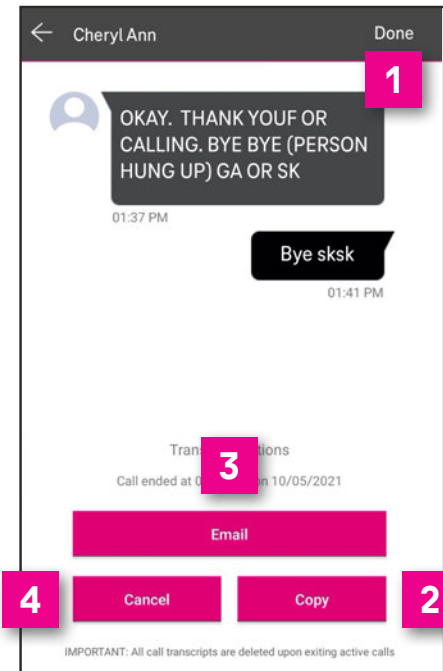 Cheryl Ann Done
1
OKAY. THANK YOUF OR
CALLING. BYE BYE (PERSON
HUNG UP) GA OR SK
01:37 PM
Bye sksk
01:41 PM
3
Call ended at on 10/05/2021
Email
4 Cancel Copy 2
IMPORTANT: All call transcripts are deleted upon exiting active calls